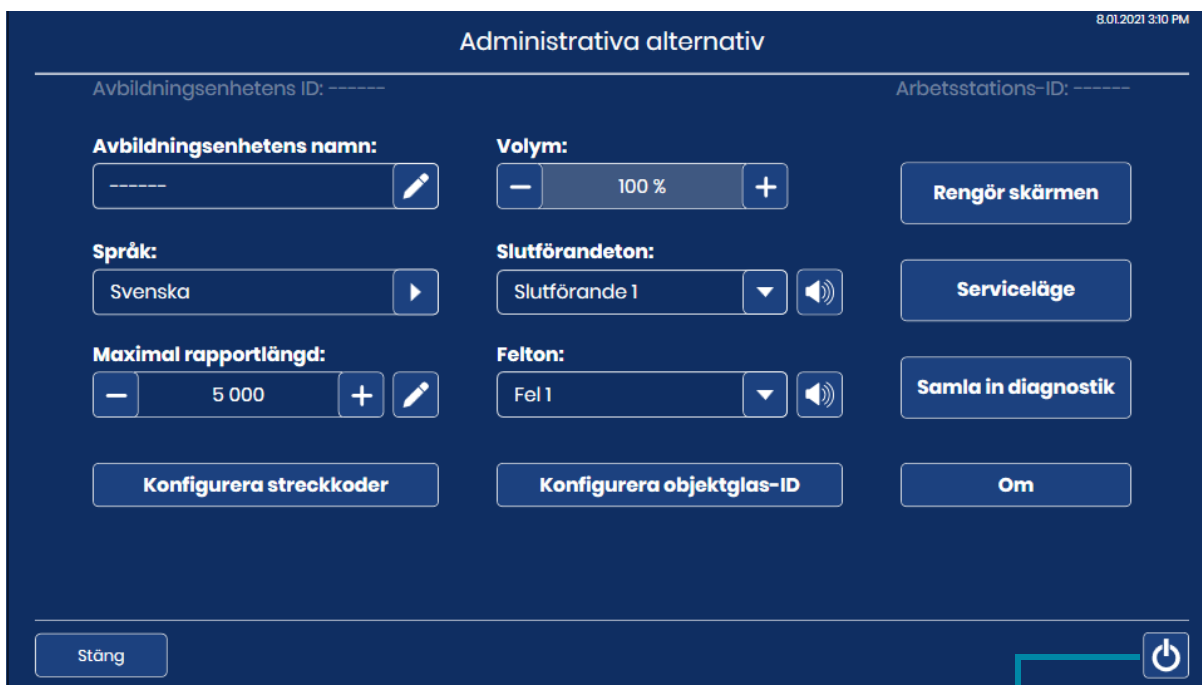 8.01.2021 3:10 PM
Administrativa alternativ
Avbildningsenhetens ID: ------
Arbetsstations-ID: ------
Avbildningsenhetens namn:
------
Volym:
100 %
Rengör skärmen
Språk:
Svenska
Slutförandeton:
Slutförande 1
Serviceläge
Maximal rapportlängd:
5 000
Felton:
Fel 1
Samla in diagnostik
Konfigurera streckkoder
Konfigurera objektglas-ID
Om
Stäng